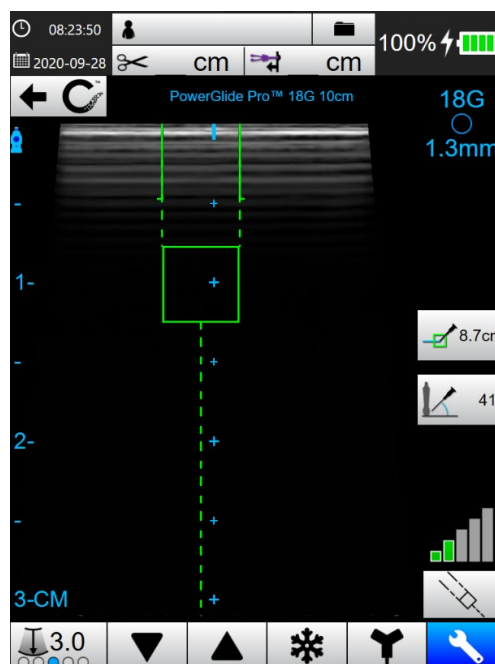 08:23:50
100%
2020-09-28
cm
cm
PowerGlide Pro™ 18G 10cm
18G
1.3mm
1-
8.7cm
41
2-
3-CM
3.0